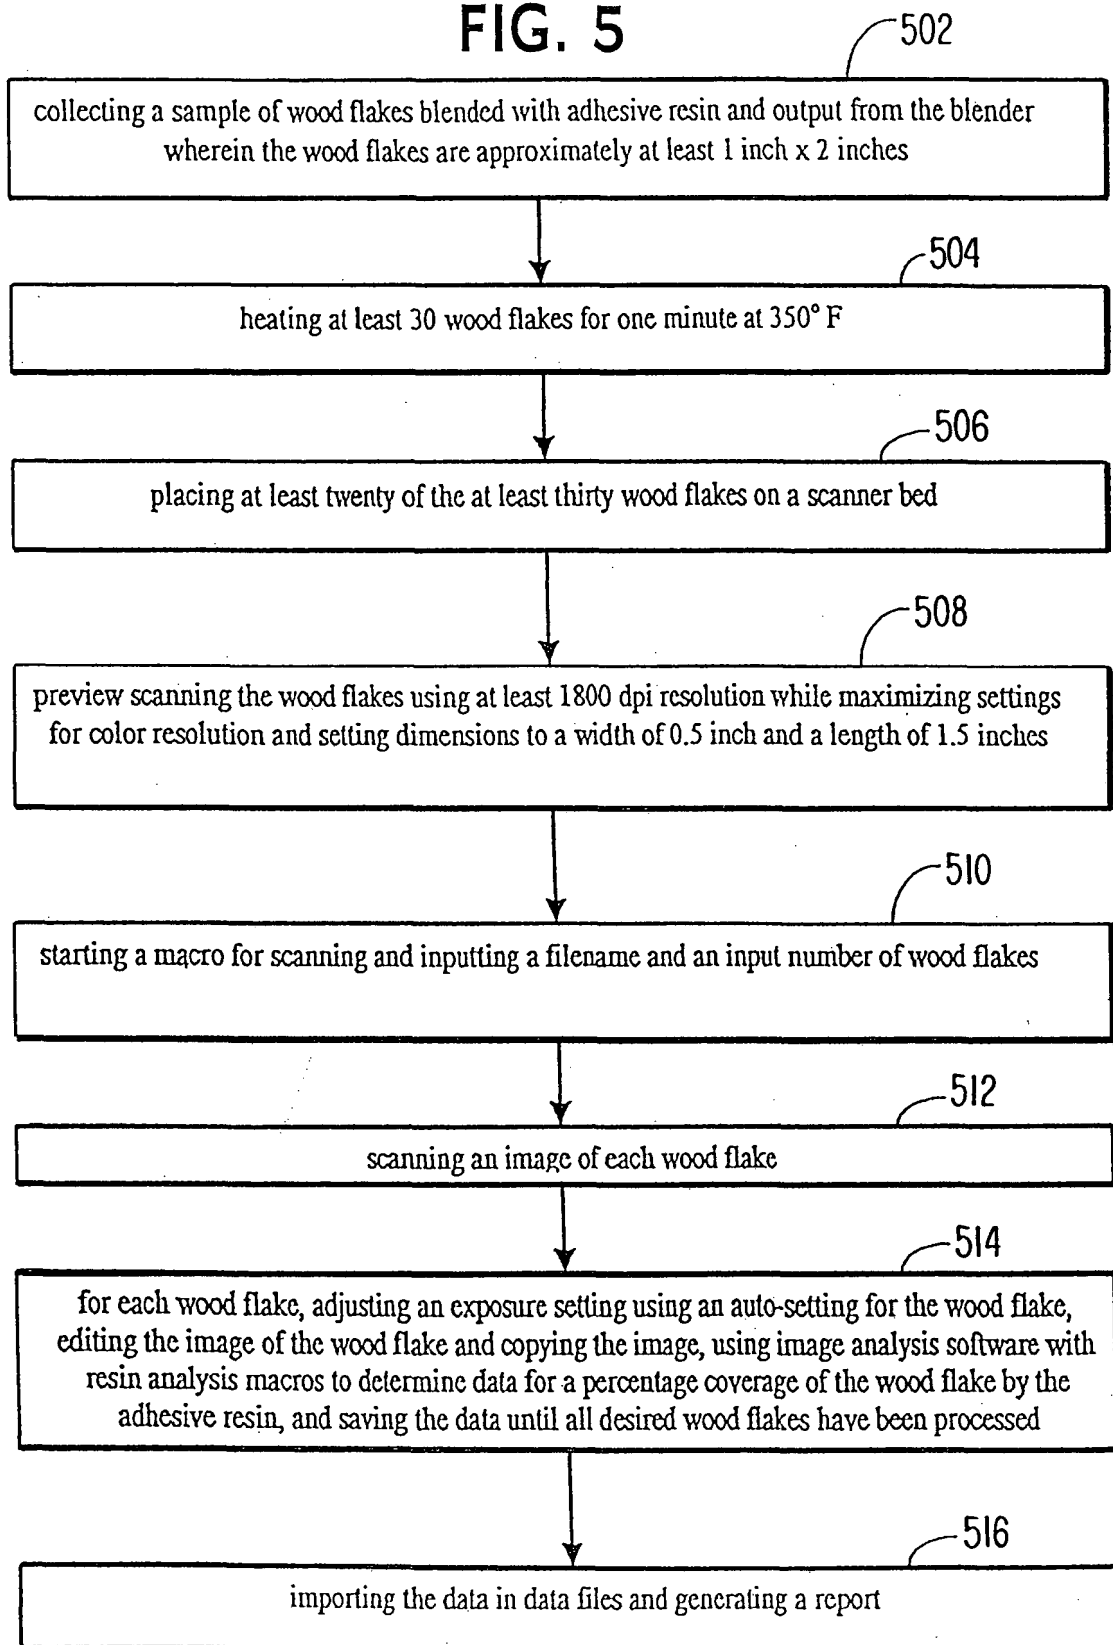 FIG. 5
502
collecting a sample of wood flakes blended with adhesive resin and output from the blender
wherein the wood flakes are approximately at least 1 inch x 2 inches
504
heating at least 30 wood flakes for one minute at 350° F
506
placing at least twenty of the at least thirty wood flakes on a scanner bed
508
preview scanning the wood flakes using at least 1800 dpi resolution while maximizing settings
for color resolution and setting dimensions to a width of 0.5 inch and a length of 1.5 inches
510
starting a macro for scanning and inputting a filename and an input number of wood flakes
512
scanning an image of each wood flake
514
for each wood flake, adjusting an exposure setting using an auto-setting for the wood flake,
editing the image of the wood flake and copying the image, using image analysis software with
resin analysis macros to determine data for a percentage coverage of the wood flake by the
adhesive resin, and saving the data until all desired wood flakes have been processed
516
importing the data in data files and generating a report